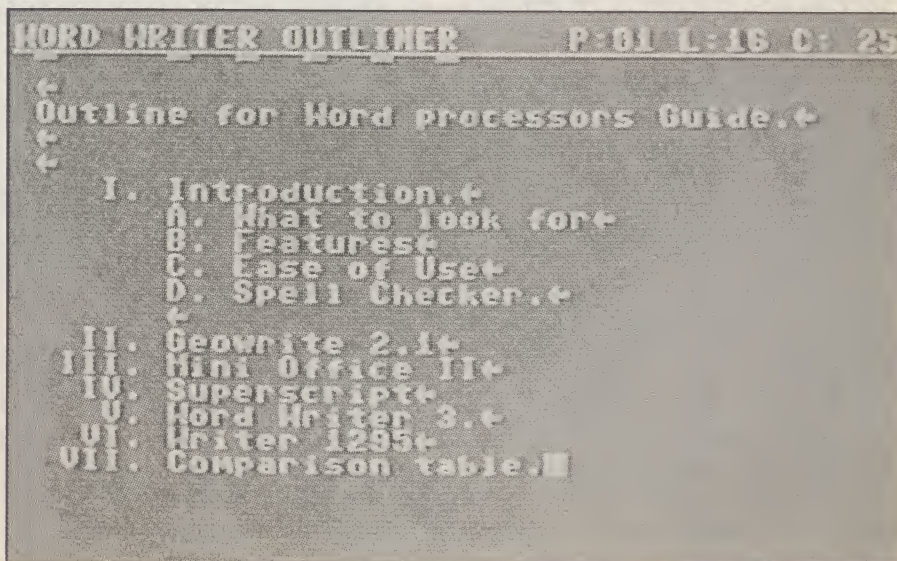 WORD WRITER OUTLINER P:01 L:16 C: 25
←
Outline for Word processors Guide.←
←
←
I. Introduction.←
A. What to look for←
B. Features←
C. Ease of Use←
D. Spell Checker.←
←
II. Geowrite 2.1←
III. Mini Office II←
IV. Superscript←
V. Word Writer 3.←
VI. Writer 1295←
VII. Comparison table.